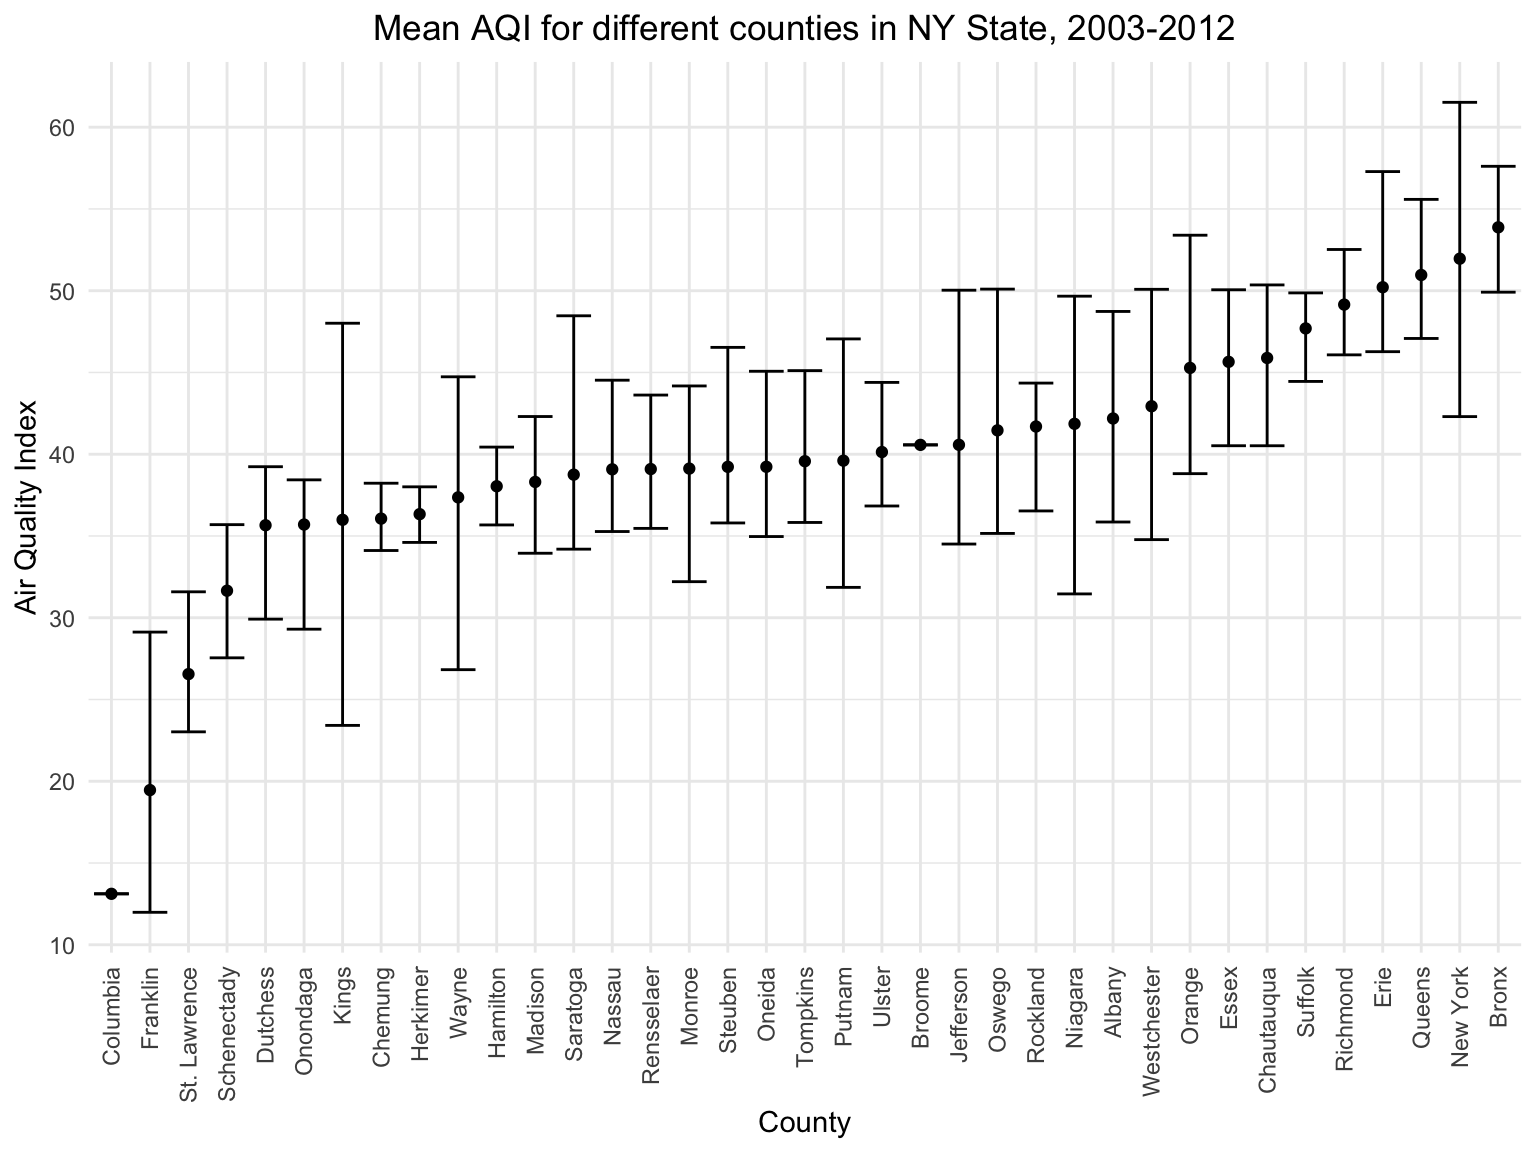 Mean AQI for different counties in NY State, 2003-2012
Air Quality Index
60
50
40
30
20
10
Columbia
Franklin
St. Lawrence
Schenectady
Dutchess
Onondaga
Kings
Chemung
Herkimer
Wayne
Hamilton
Madison
Saratoga
Nassau
Rensselaer
Monroe
Steuben
Oneida
Tompkins
Putnam
Ulster
Broome
Jefferson
Oswego
Rockland
Niagara
Albany
Westchester
Orange
Essex
Chautauqua
Suffolk
Richmond
Erie
Queens
New York
Bronx
County